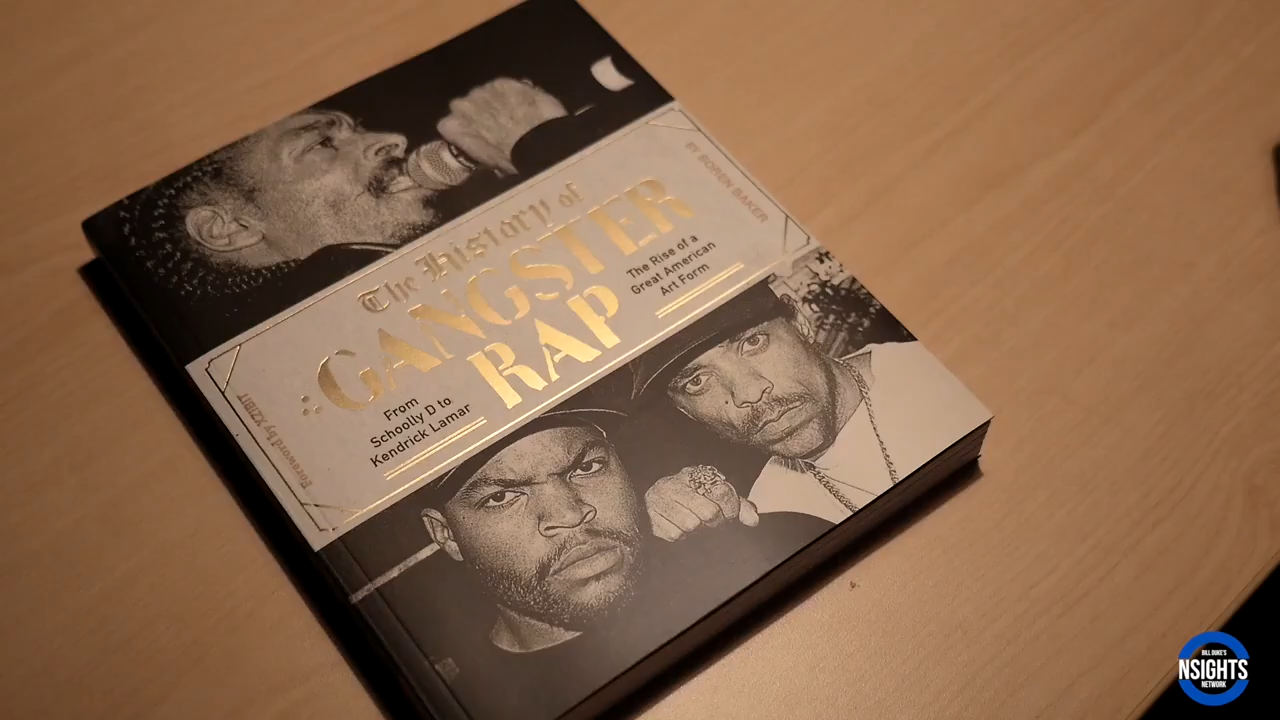 The History of
GANGSTER
RAP
BY SOREN BAKER
The Rise of a
Great American
Art Form
From
Schoolly D to
Kendrick Lamar
Foreword by XZIBIT
BILL DUKE'S
NSIGHTS
NETWORK